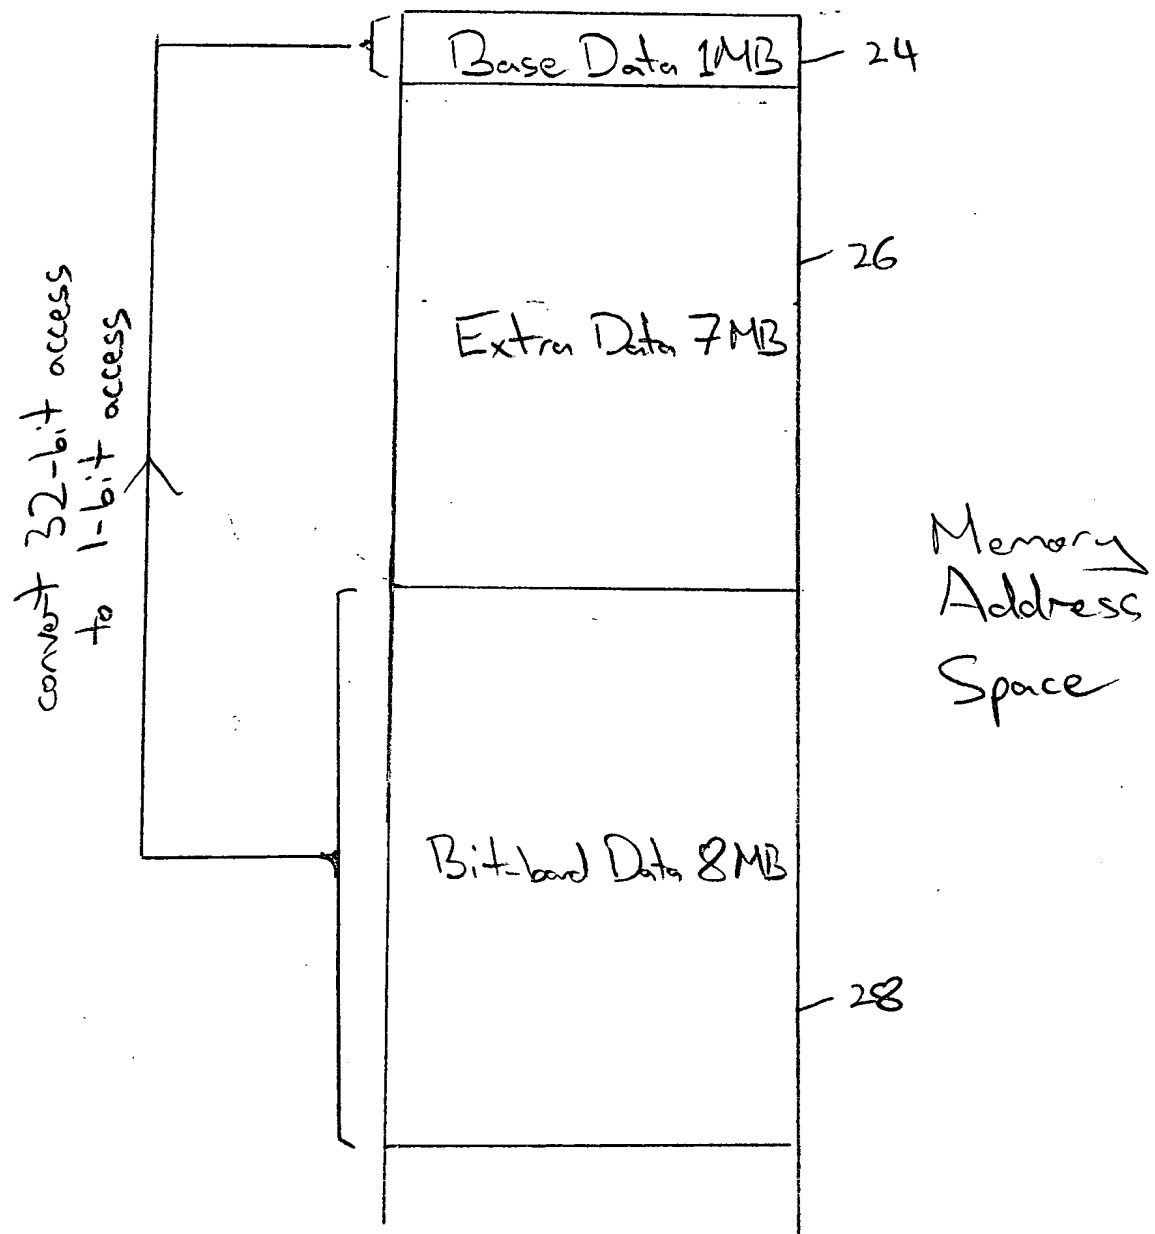 Base Data 1MB
24
26
Extra Data 7MB
convert 32-bit access
to 1-bit access
Memory
Address
Space
Bit-band Data 8MB
28